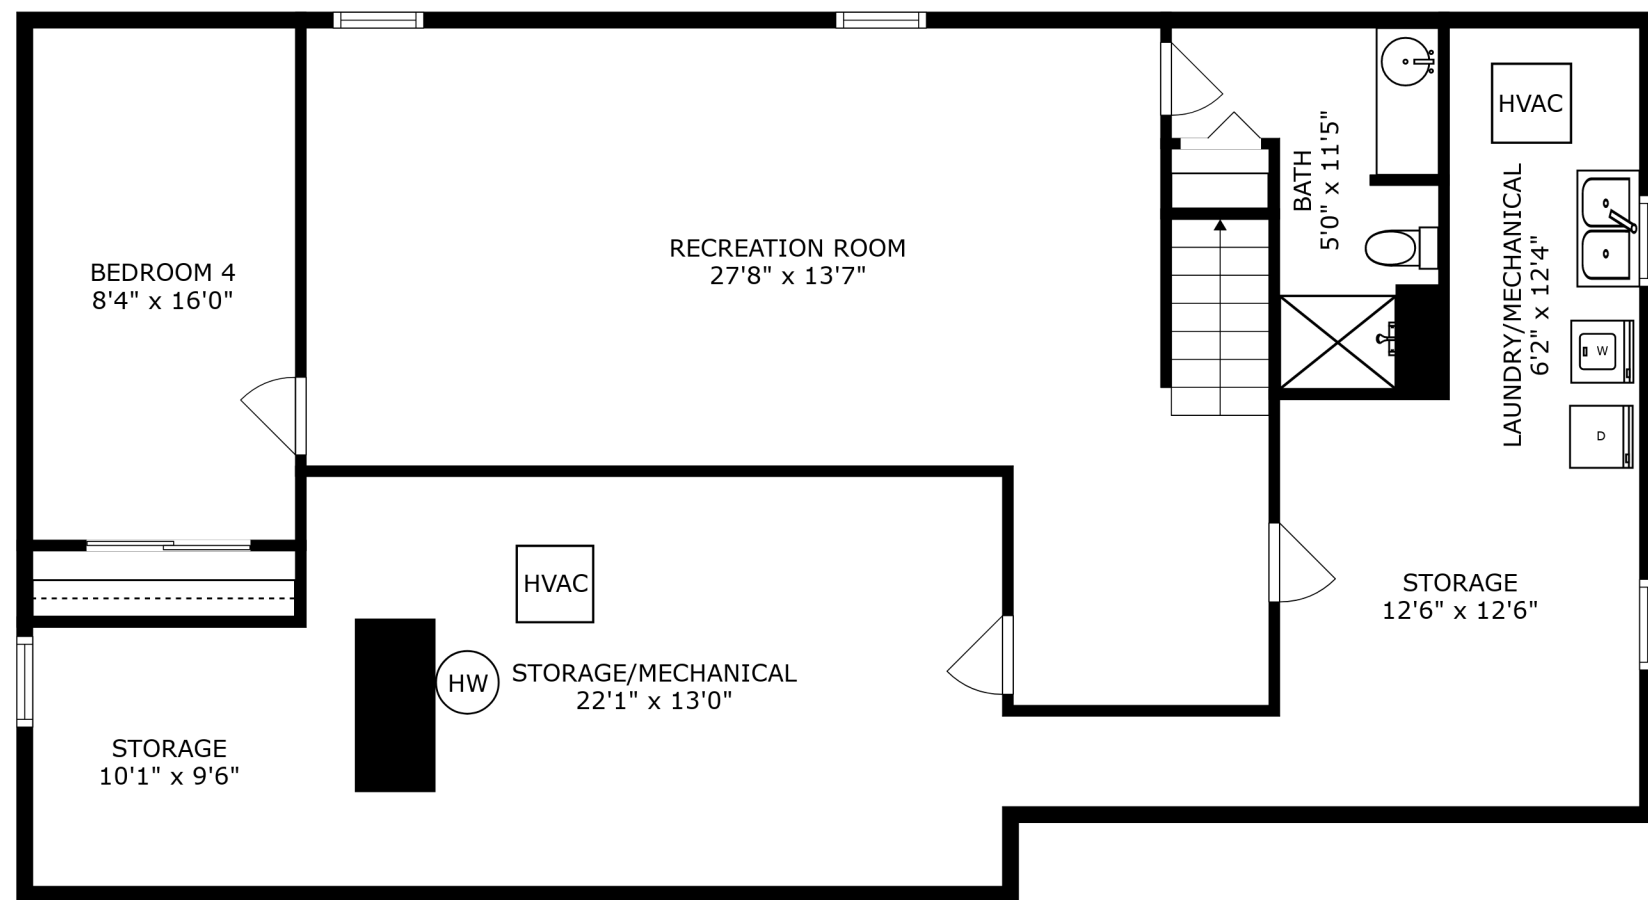 BEDROOM 4
8'4" x 16'0"
RECREATION ROOM
27'8" x 13'7"
BATH
5'0" x 11'5"
HVAC
LAUNDRY/MECHANICAL
6'2" x 12'4"
W
D
HVAC
HW
STORAGE/MECHANICAL
22'1" x 13'0"
STORAGE
12'6" x 12'6"
STORAGE
10'1" x 9'6"